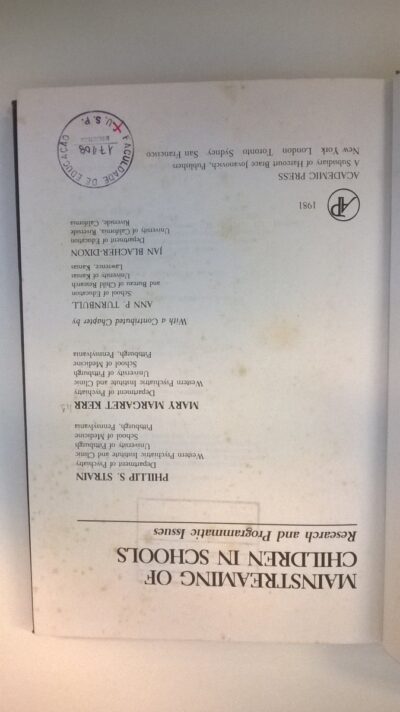 MAINSTREAMING OF
CHILDREN IN SCHOOLS
Research and Programmatic Issues
PHILLIP S. STRAIN
Department of Psychiatry
Western Psychiatric Institute and Clinic
University of Pittsburgh
School of Medicine
Pittsburgh, Pennsylvania
MARY MARGARET KERR
Department of Psychiatry
Western Psychiatric Institute and Clinic
University of Pittsburgh
School of Medicine
Pittsburgh, Pennsylvania
With a Contributed Chapter by
ANN P. TURNBULL
School of Education
and Bureau of Child Research
University of Kansas
Lawrence, Kansas
JAN BLACHER-DIXON
Department of Education
University of California, Riverside
Riverside, California
AP
1981
ACADEMIC PRESS
A Subsidiary of Harcourt Brace Jovanovich, Publishers
New York London Toronto Sydney San Francisco
FACULDADE DE EDUCAÇÃO
U. S. P.
17408